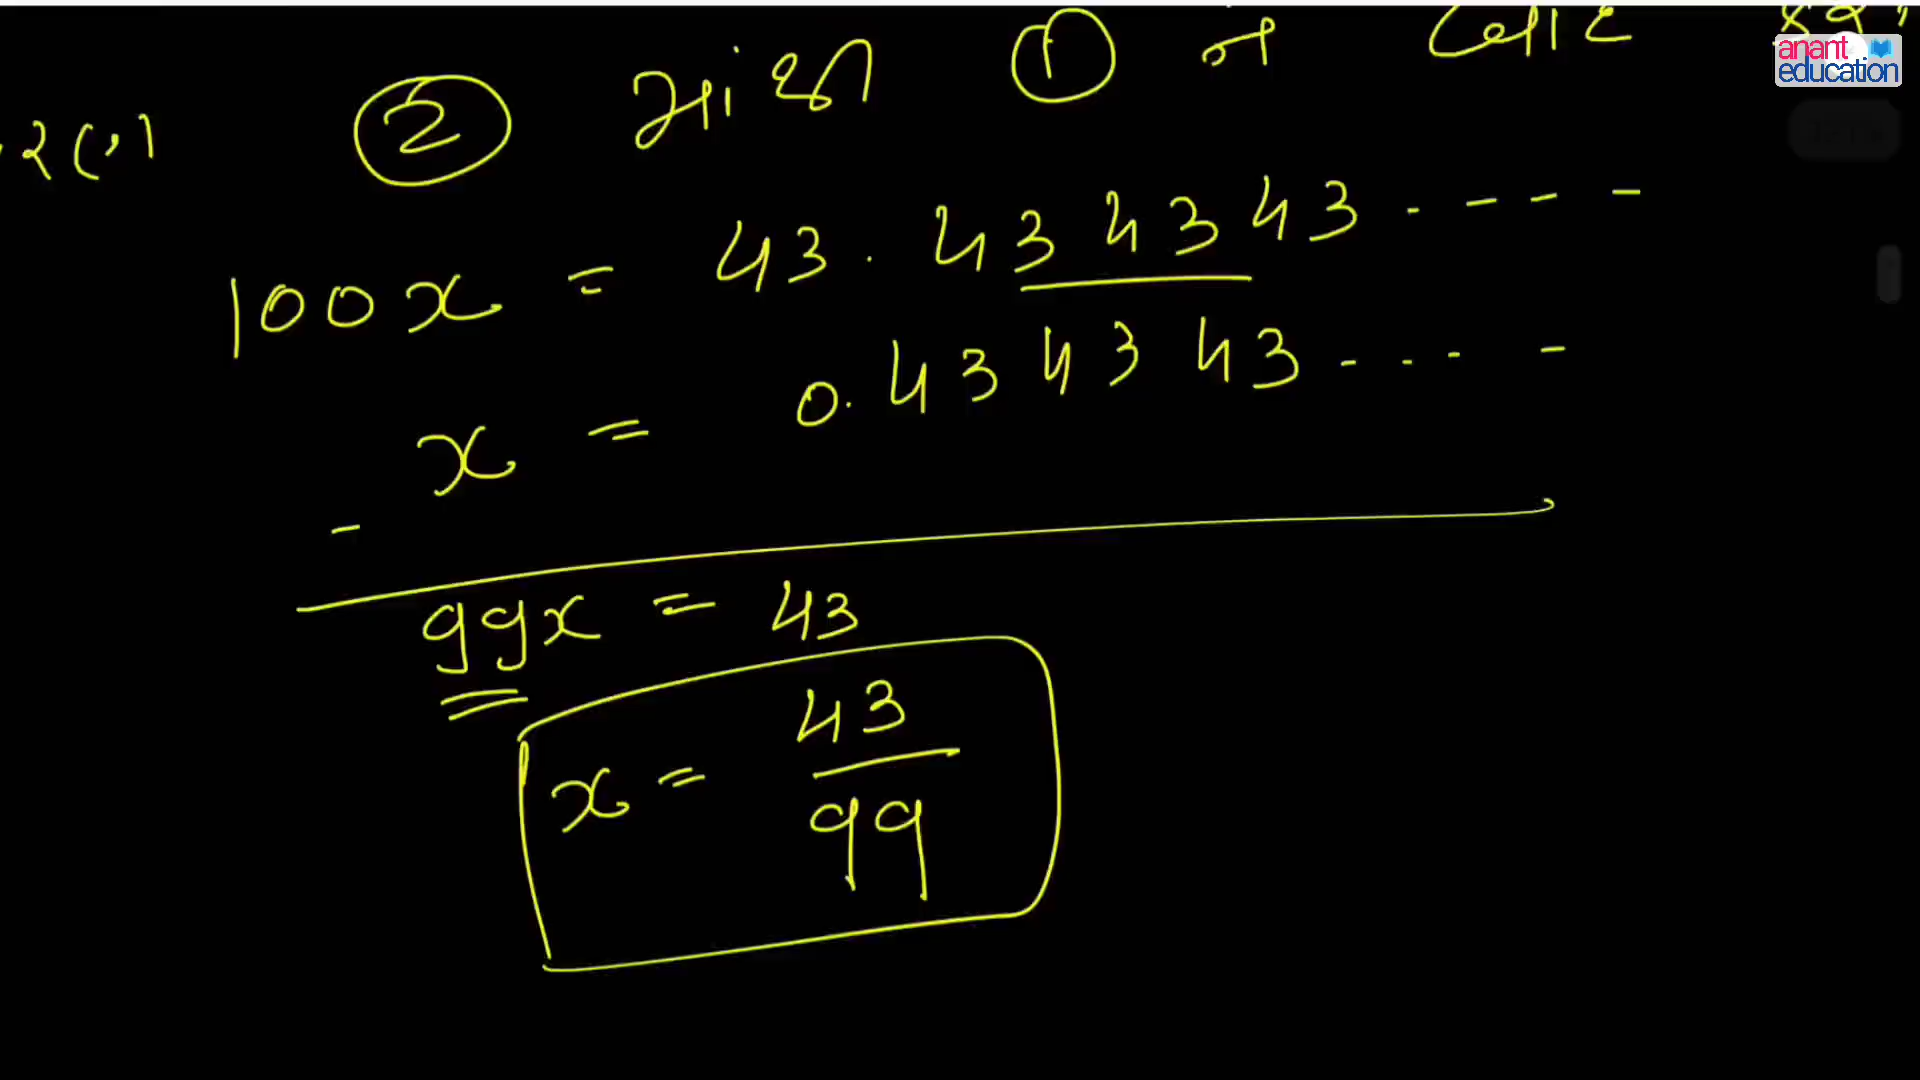 anant
education
② માંથી ① ને
100x = 43.434343.----
x = 0.434343....-
-
99x = 43
x = 43/99